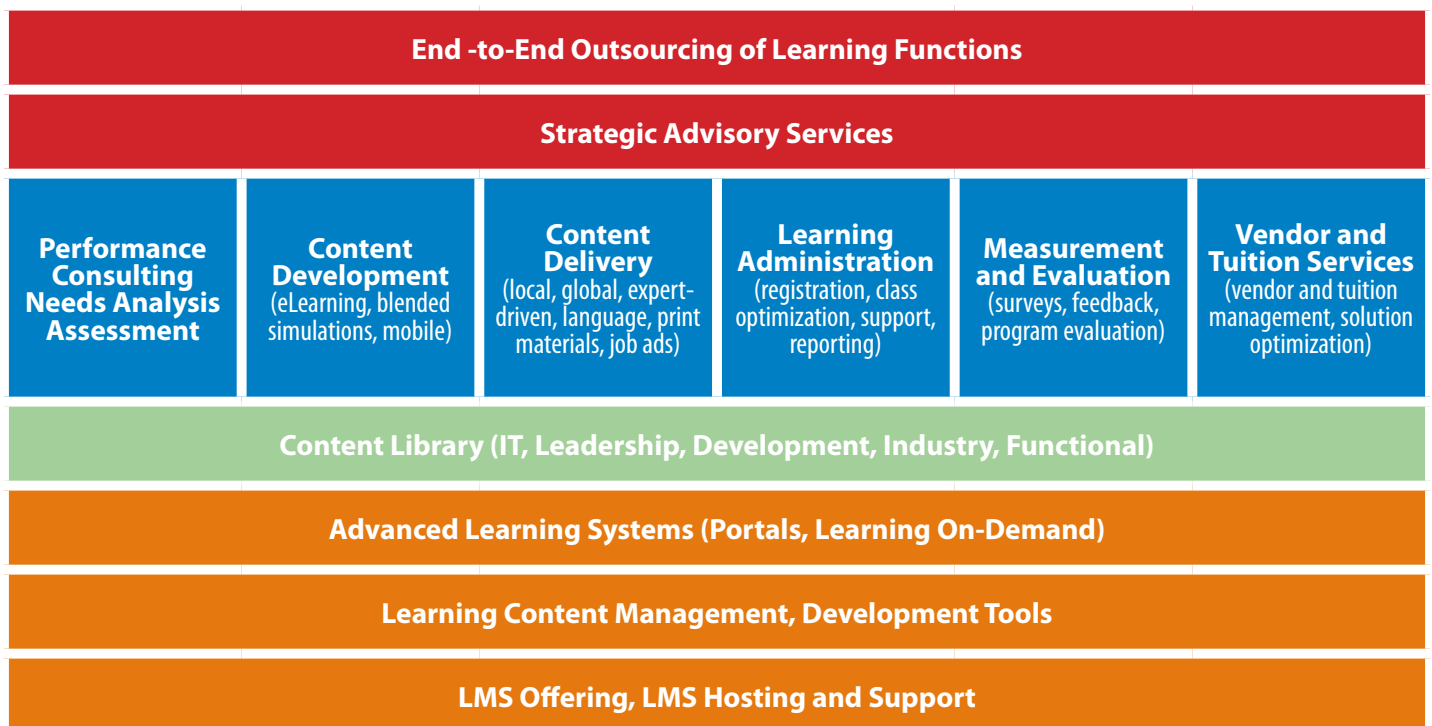 End -to-End Outsourcing of Learning Functions
Strategic Advisory Services
Performance
Consulting
Needs Analysis
Assessment
Content
Development
(eLearning, blended
simulations, mobile)
Content
Delivery
(local, global, expert-
driven, language, print
materials, job ads)
Learning
Administration
(registration, class
optimization, support,
reporting)
Measurement
and Evaluation
(surveys, feedback,
program evaluation)
Vendor and
Tuition Services
(vendor and tuition
management, solution
optimization)
Content Library (IT, Leadership, Development, Industry, Functional)
Advanced Learning Systems (Portals, Learning On-Demand)
Learning Content Management, Development Tools
LMS Offering, LMS Hosting and Support